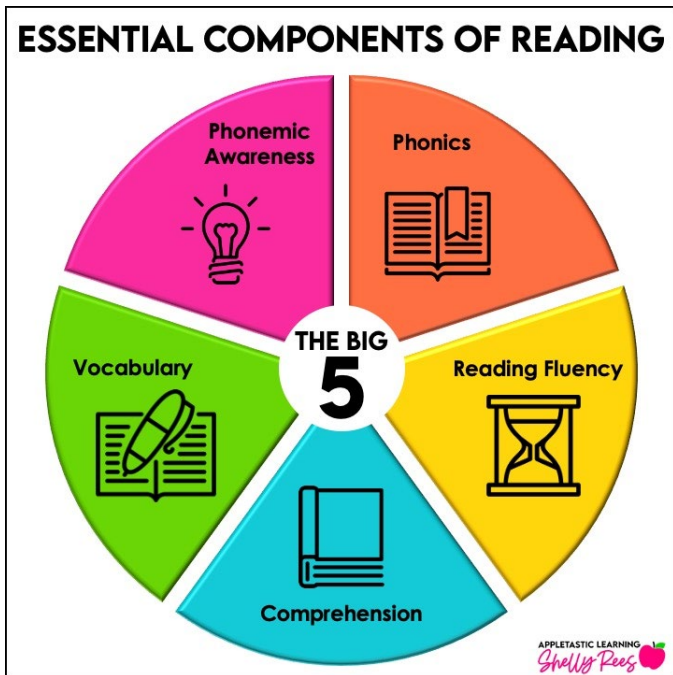 ESSENTIAL COMPONENTS OF READING
Phonemic
Awareness
Phonics
THE BIG
5
Vocabulary
Reading Fluency
Comprehension
APPLETASTIC LEARNING
Shelly Rees